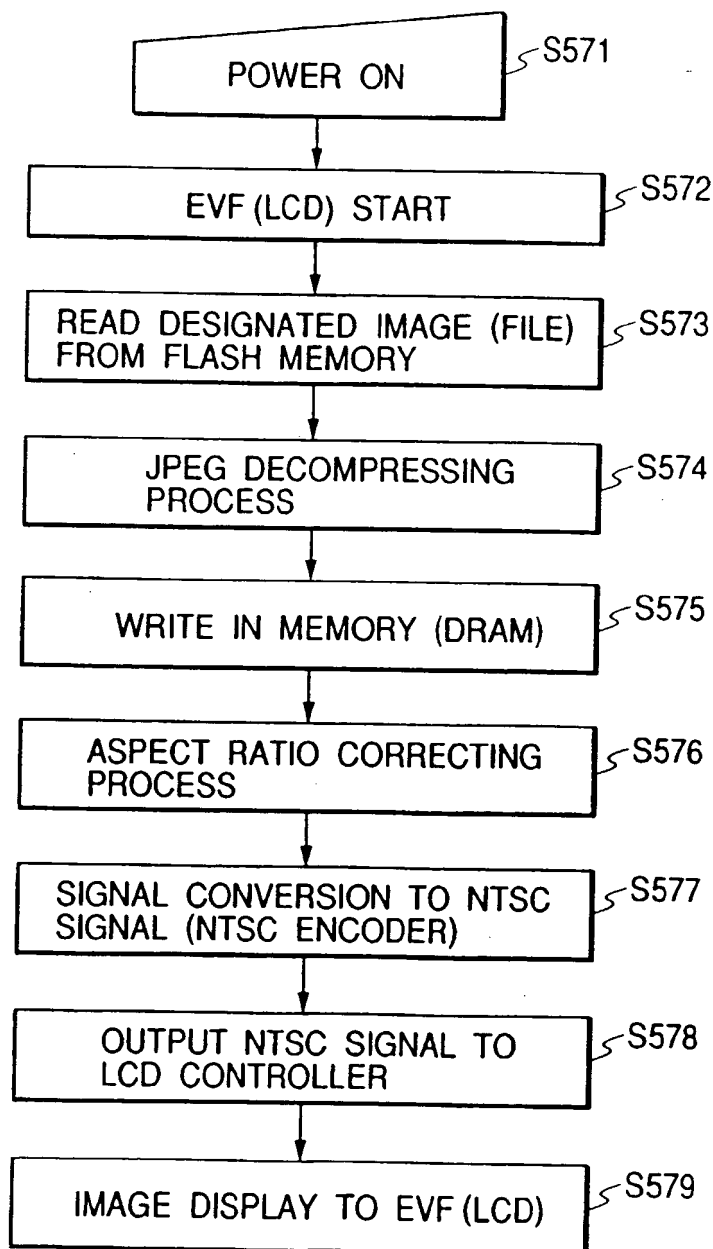 POWER ON
S571
EVF (LCD) START
S572
READ DESIGNATED IMAGE (FILE)
FROM FLASH MEMORY
S573
JPEG DECOMPRESSING
PROCESS
S574
WRITE IN MEMORY (DRAM)
S575
ASPECT RATIO CORRECTING
PROCESS
S576
SIGNAL CONVERSION TO NTSC
SIGNAL (NTSC ENCODER)
S577
OUTPUT NTSC SIGNAL TO
LCD CONTROLLER
S578
IMAGE DISPLAY TO EVF (LCD)
S579